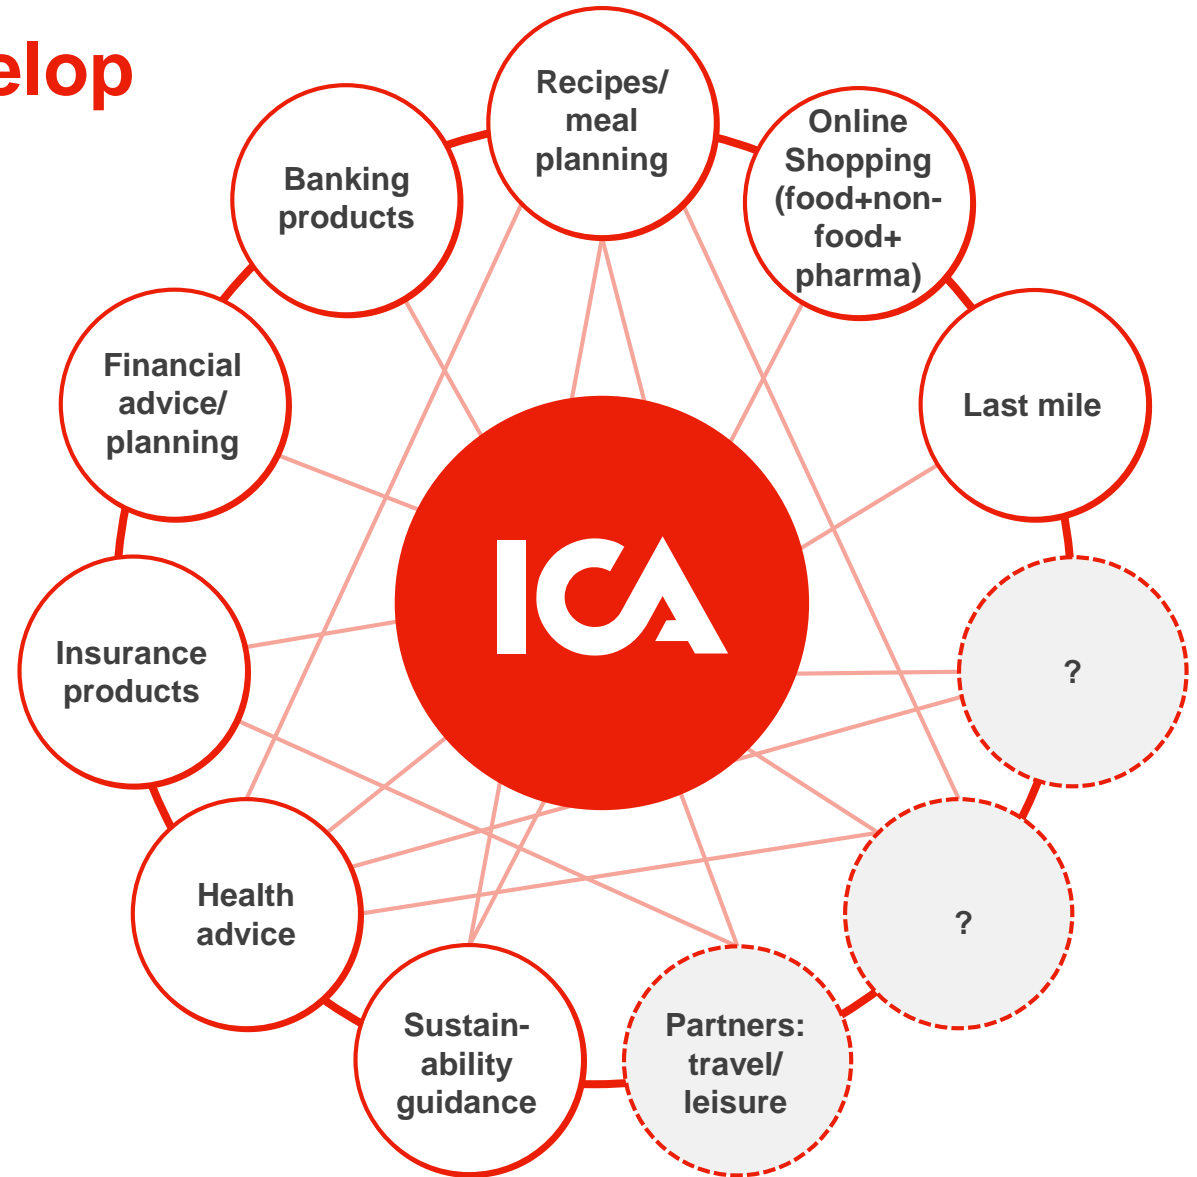 elop
Recipes/
meal
planning
Online
Shopping
(food+non-
food+
pharma)
Banking
products
Last mile
Financial
advice/
planning
ICA
?
Insurance
products
?
Health
advice
Partners:
travel/
leisure
Sustain-
ability
guidance